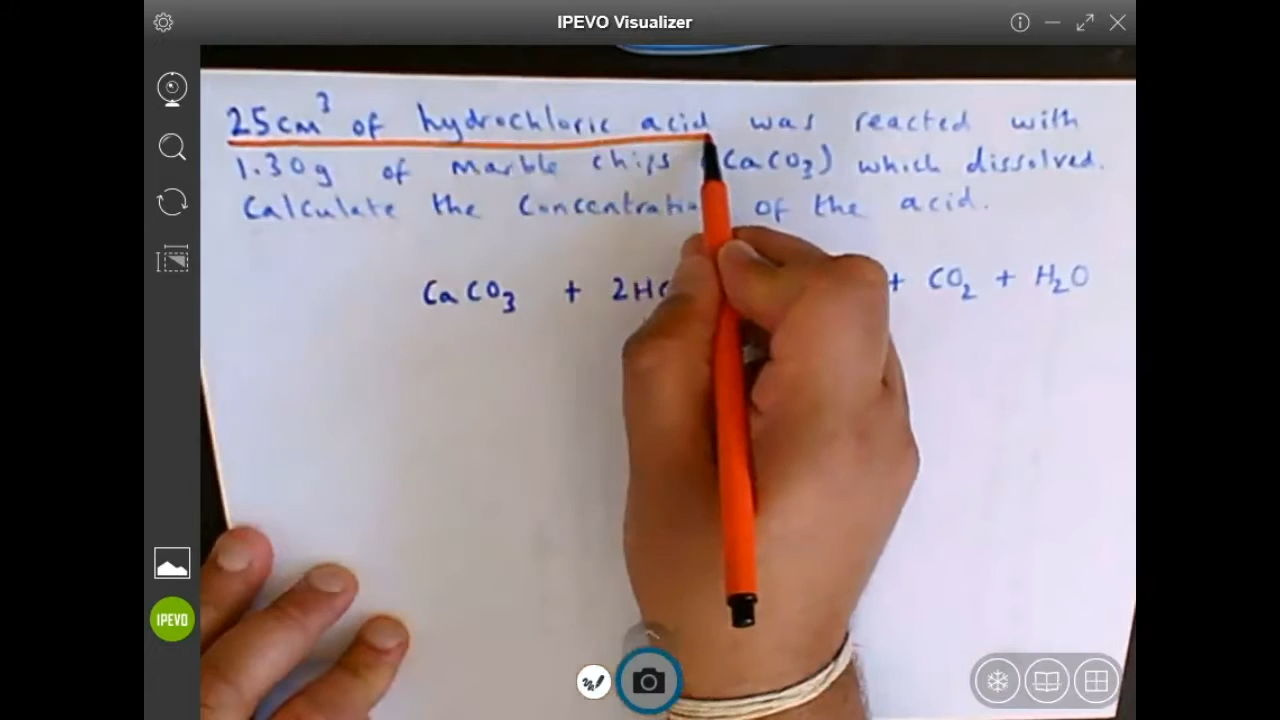 IPEVO Visualizer
25cm³ of hydrochloric acid was reacted with
1.30g of Marble chips (CaCO₃) which dissolved.
Calculate the Concentration of the acid.
CaCO₃ + 2HC + CO₂ + H₂O
IPEVO